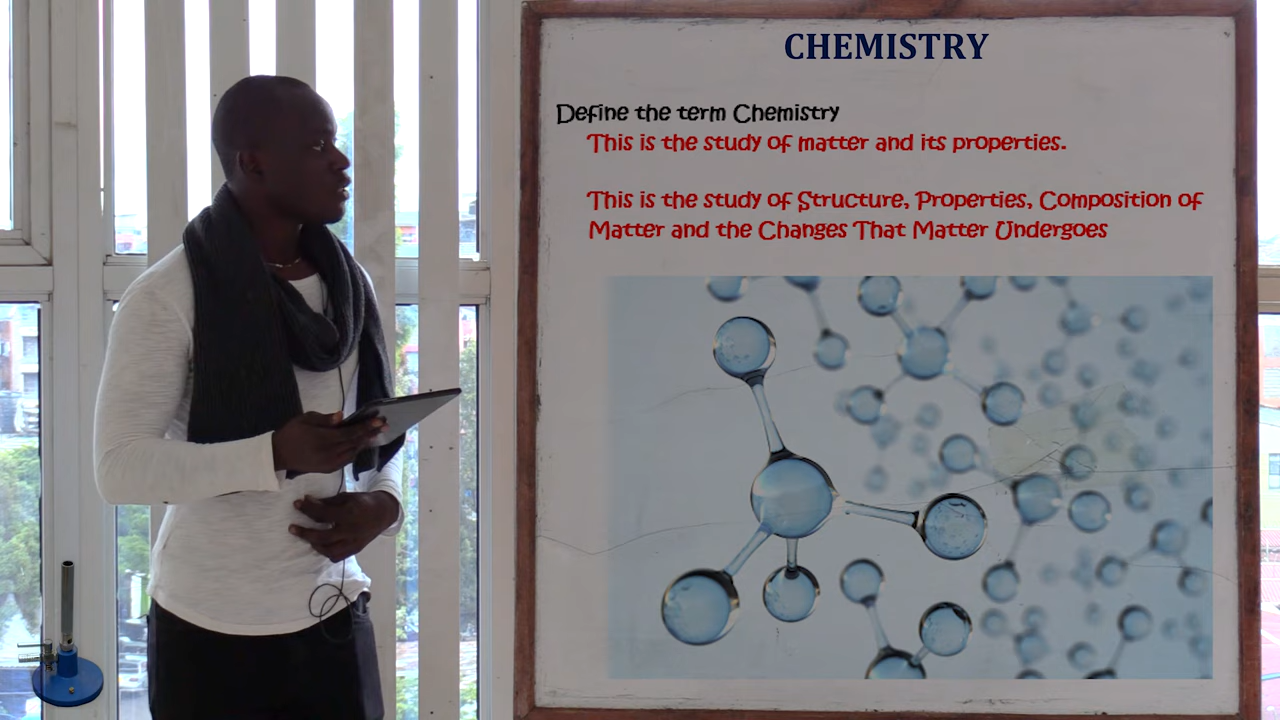 CHEMISTRY
Define the term Chemistry
This is the study of matter and its properties.
This is the study of Structure, Properties, Composition of
Matter and the Changes That Matter Undergoes